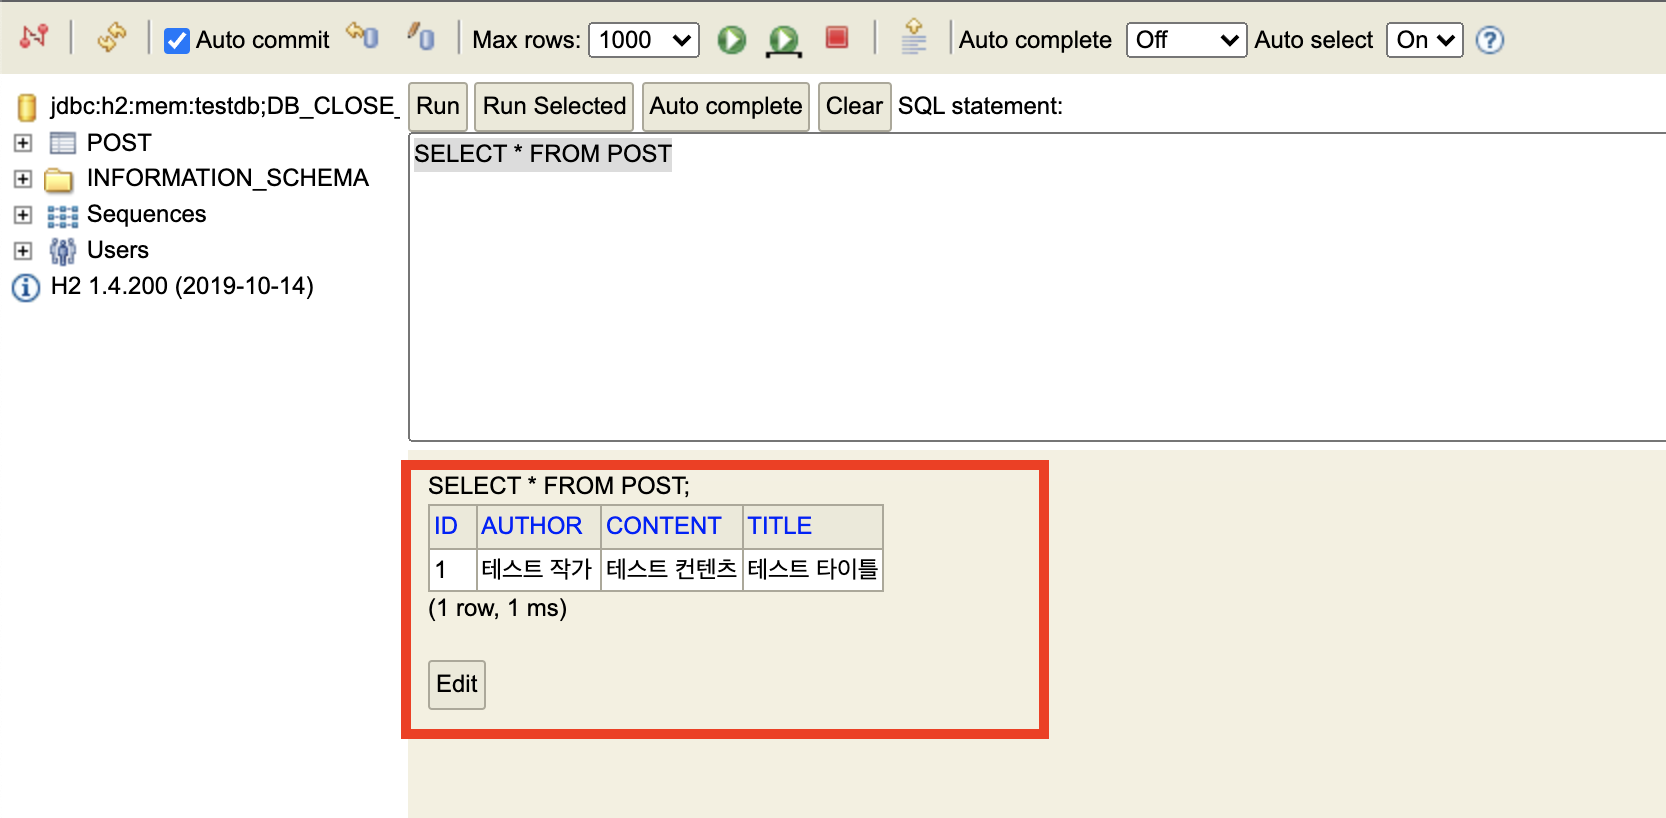 Auto commit Max rows: 1000 Auto complete Off Auto select On ?
jdbc:h2:mem:testdb;DB_CLOSE_
POST
INFORMATION_SCHEMA
Sequences
Users
H2 1.4.200 (2019-10-14)
Run Run Selected Auto complete Clear SQL statement:
SELECT * FROM POST
SELECT * FROM POST;
ID AUTHOR CONTENT TITLE
1 테스트 작가 테스트 컨텐츠 테스트 타이틀
(1 row, 1 ms)
Edit